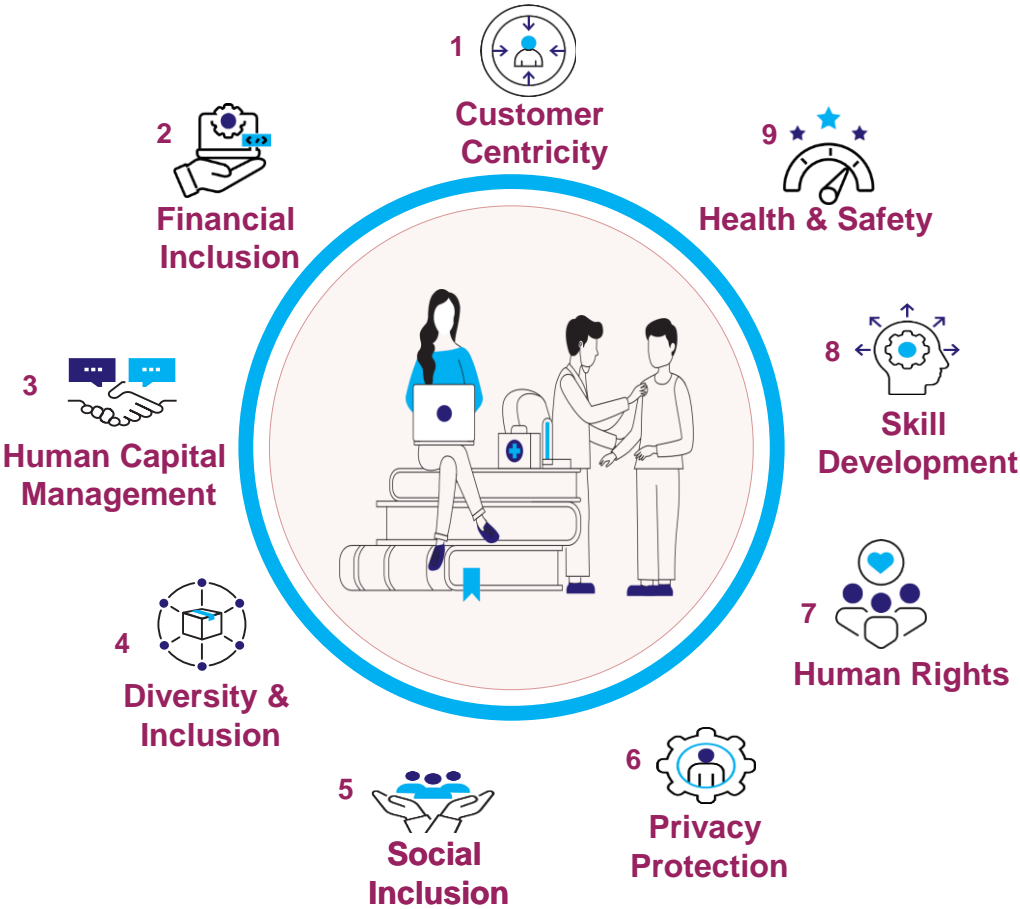 1
Customer
Centricity
2
Financial
Inclusion
3
Human Capital
Management
4
Diversity &
Inclusion
5
Social
Inclusion
6
Privacy
Protection
7
Human Rights
8
Skill
Development
9
Health & Safety